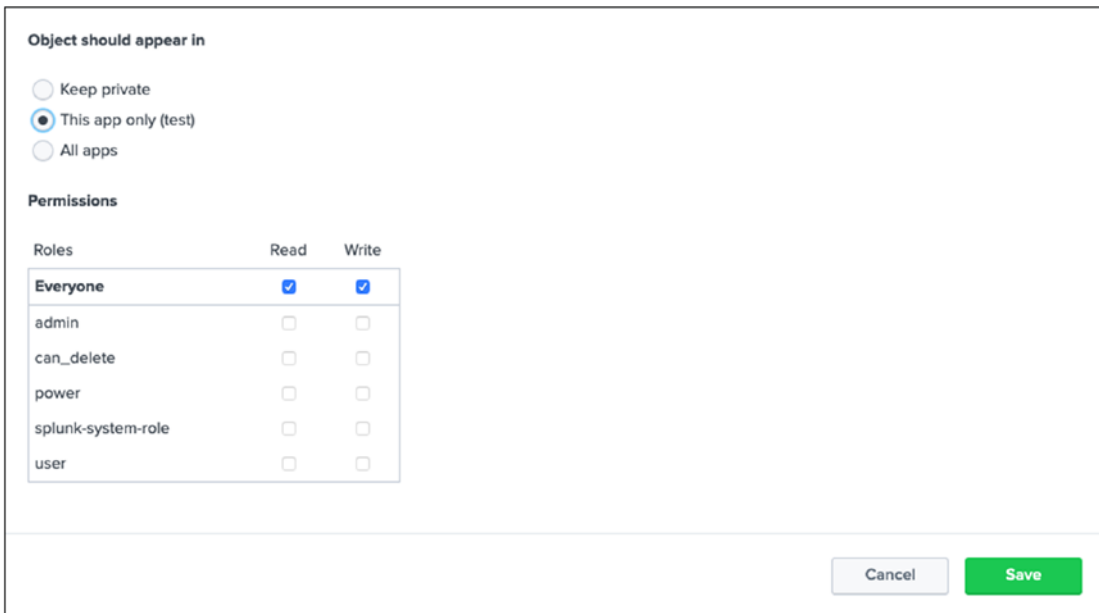 Object should appear in
Keep private
This app only (test)
All apps
Permissions
Roles Read Write
Everyone
admin
can_delete
power
splunk-system-role
user
Cancel Save